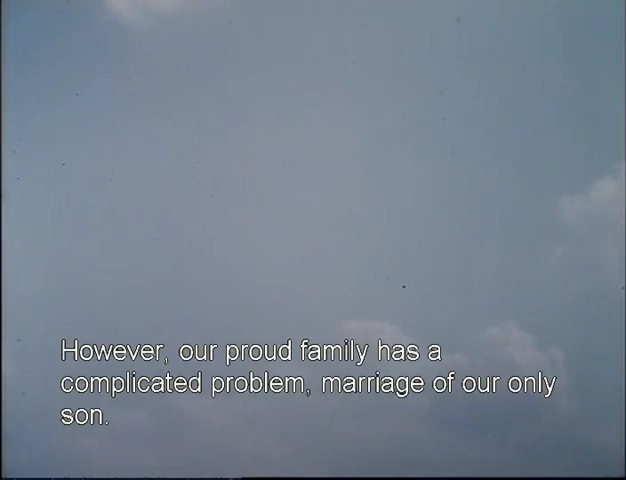 However, our proud family has a
complicated problem, marriage of our only
son.